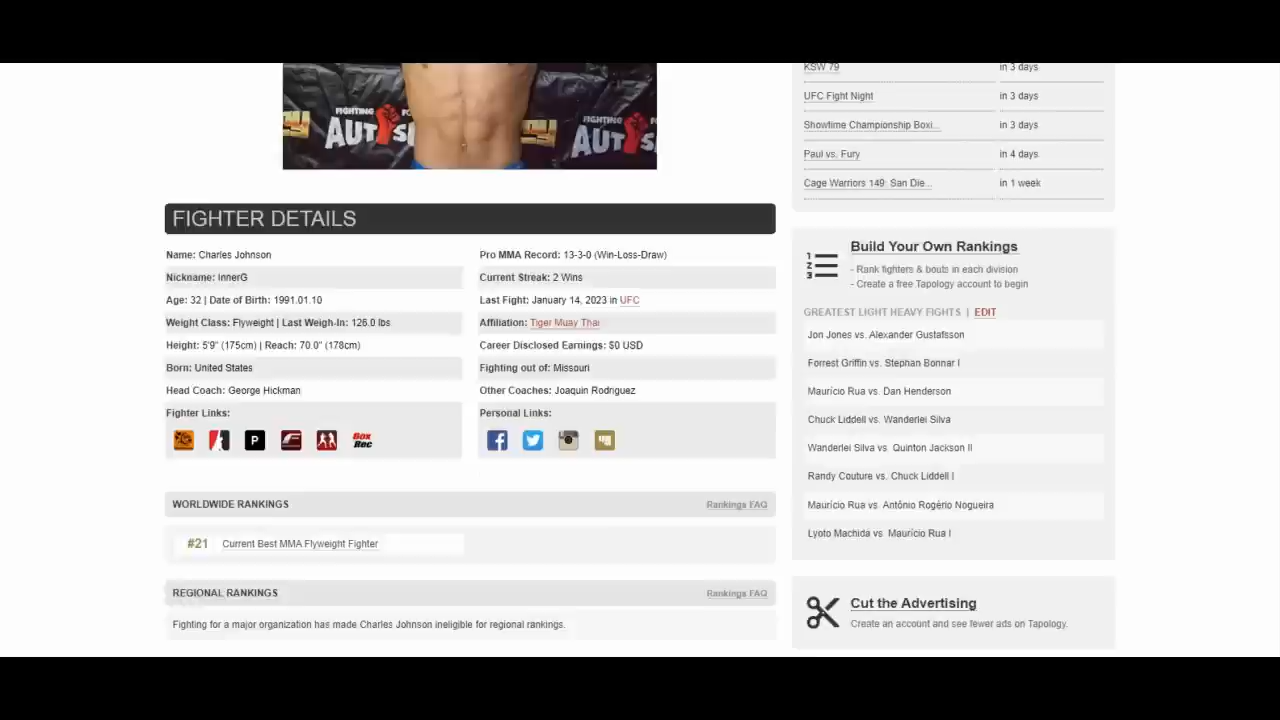 KSW 79 in 3 days
UFC Fight Night in 3 days
Showtime Championship Boxi... in 3 days
Paul vs. Fury in 4 days
Cage Warriors 149: San Die... in 1 week
FIGHTING FO
AUTIS
FIGHTING
AUTIS
FIGHTER DETAILS
Name: Charles Johnson
Pro MMA Record: 13-3-0 (Win-Loss-Draw)
Nickname: InnerG
Current Streak: 2 Wins
Age: 32 | Date of Birth: 1991.01.10
Last Fight: January 14, 2023 in UFC
Weight Class: Flyweight | Last Weigh-In: 126.0 lbs
Affiliation: Tiger Muay Thai
Height: 5'9" (175cm) | Reach: 70.0" (178cm)
Career Disclosed Earnings: $0 USD
Born: United States
Fighting out of: Missouri
Head Coach: George Hickman
Other Coaches: Joaquin Rodriguez
Fighter Links:
Personal Links:
P
Box
Rec
WORLDWIDE RANKINGS Rankings FAQ
#21 Current Best MMA Flyweight Fighter
REGIONAL RANKINGS Rankings FAQ
Fighting for a major organization has made Charles Johnson ineligible for regional rankings.
Build Your Own Rankings
- Rank fighters & bouts in each division
- Create a free Tapology account to begin
GREATEST LIGHT HEAVY FIGHTS | EDIT
Jon Jones vs. Alexander Gustafsson
Forrest Griffin vs. Stephan Bonnar I
Maurício Rua vs. Dan Henderson
Chuck Liddell vs. Wanderlei Silva
Wanderlei Silva vs. Quinton Jackson II
Randy Couture vs. Chuck Liddell I
Maurício Rua vs. Antônio Rogério Nogueira
Lyoto Machida vs. Maurício Rua I
Cut the Advertising
Create an account and see fewer ads on Tapology.